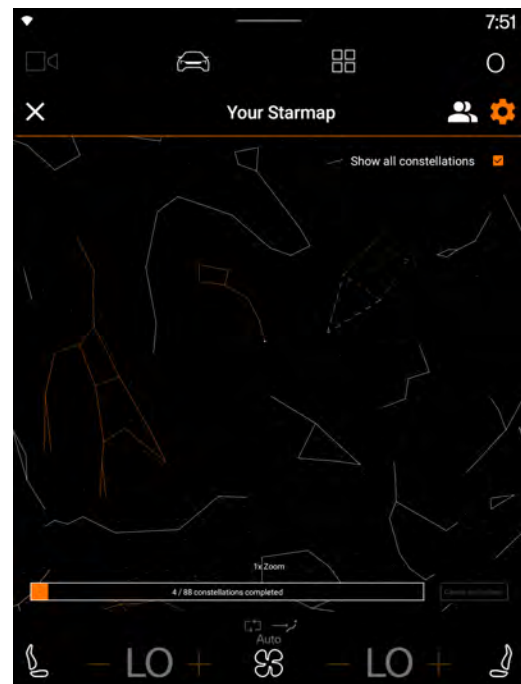 7:51
Your Starmap
Show all constellations
1x Zoom
4 / 88 constellations completed
Auto
LO
LO